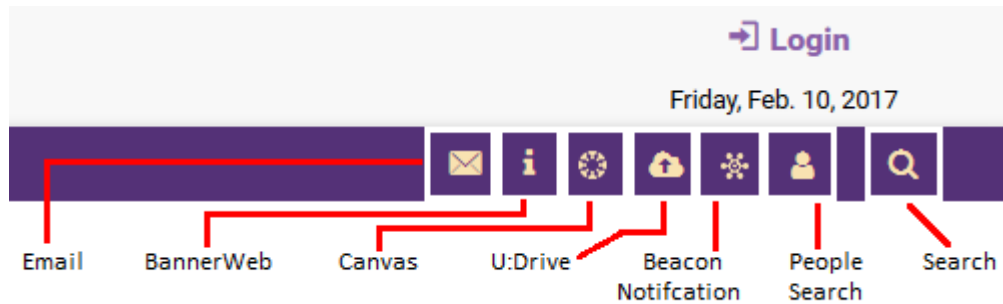 Login
Friday, Feb. 10, 2017
Email BannerWeb Canvas U:Drive Beacon Notifcation People Search Search